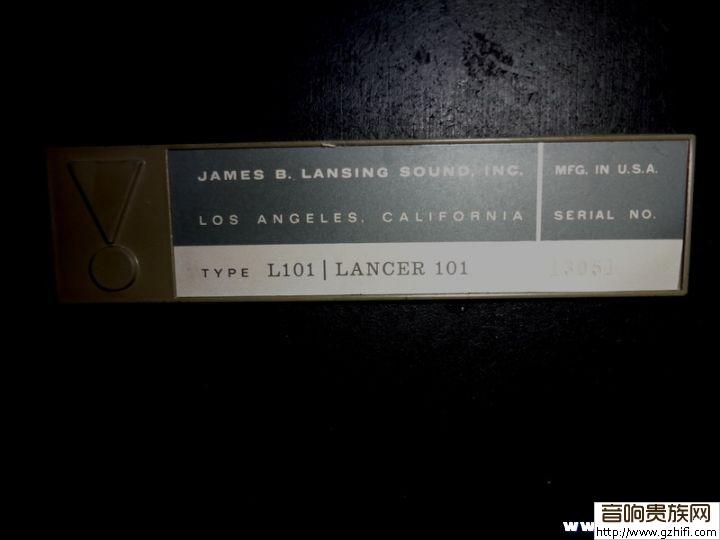 JAMES B. LANSING SOUND, INC.
MFG. IN U.S.A.
LOS ANGELES, CALIFORNIA
SERIAL NO.
TYPE L101 | LANCER 101
13051
音响贵族网
http://www.gzhifi.com